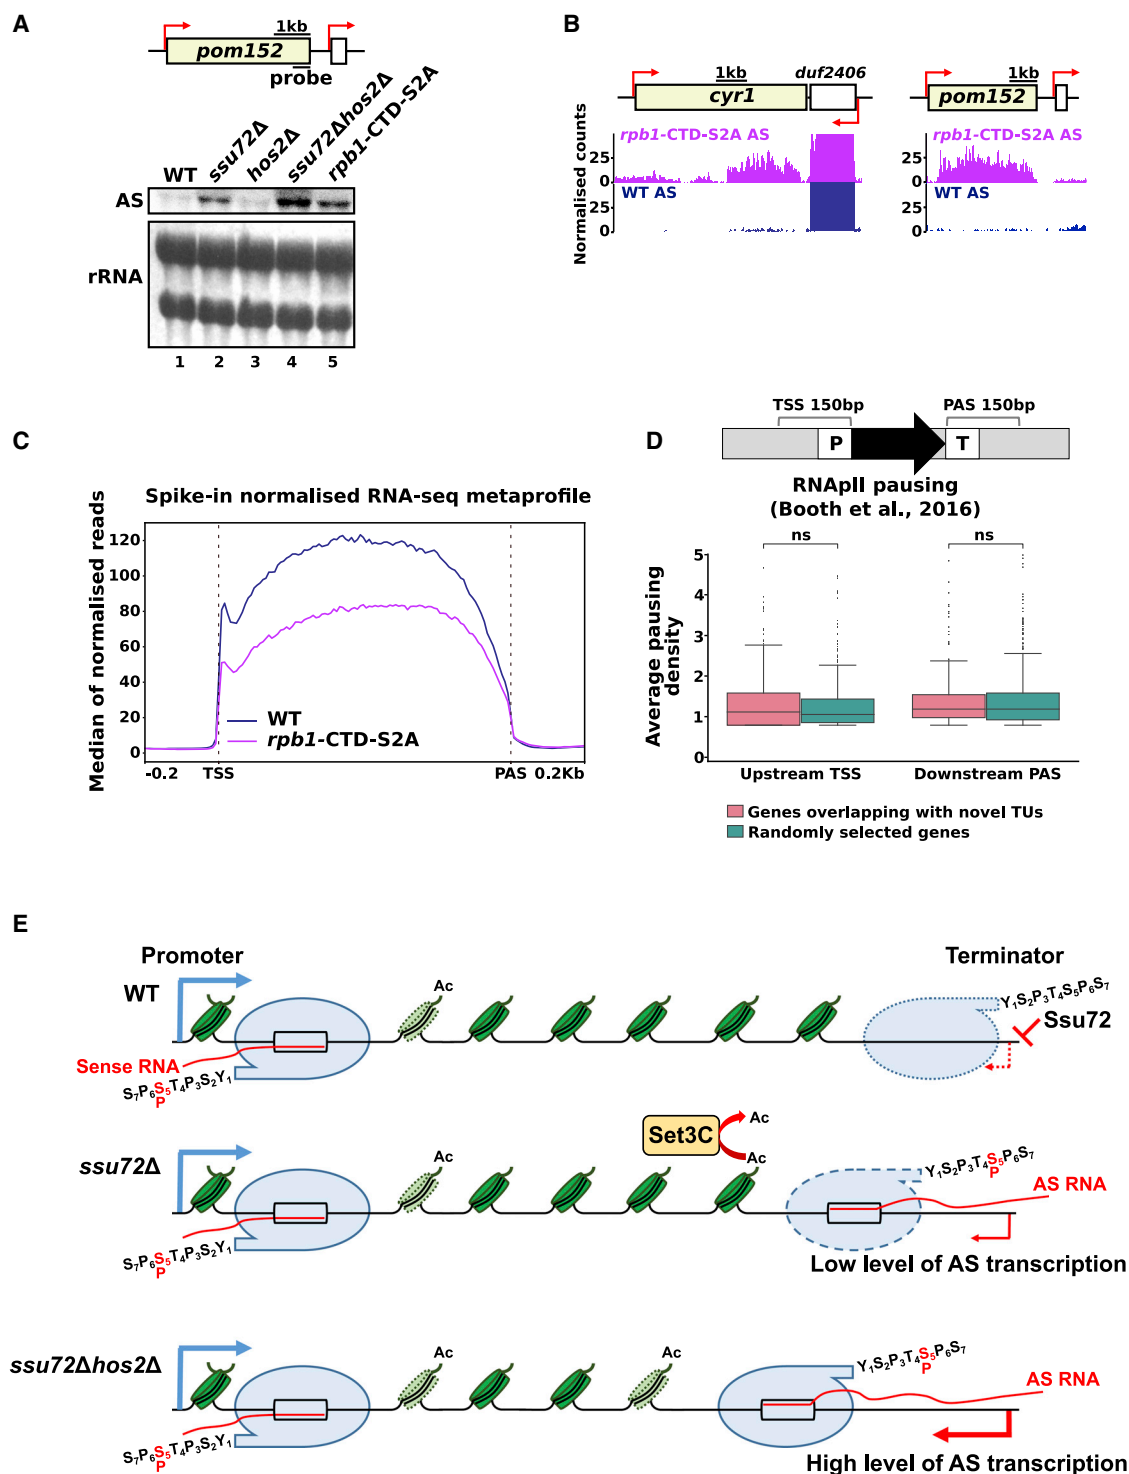 A
1kb
pom152
probe
WT
ssu72Δ
hos2Δ
ssu72Δhos2Δ
rpb1-CTD-S2A
AS
rRNA
1 2 3 4 5
B
1kb
duf2406
cyr1
1kb
pom152
Normalised counts
rpb1-CTD-S2A AS
25
0
WT AS
25
0
rpb1-CTD-S2A AS
25
0
WT AS
25
0
C
Spike-in normalised RNA-seq metaprofile
Median of normalised reads
120
100
80
60
40
20
0
WT
rpb1-CTD-S2A
-0.2 TSS PAS 0.2Kb
D
TSS 150bp PAS 150bp
P T
RNApII pausing
(Booth et al., 2016)
Average pausing
density
5
4
3
2
1
0
ns ns
Upstream TSS Downstream PAS
Genes overlapping with novel TUs
Randomly selected genes
E
Promoter Terminator
WT
Ac
Y1S2P3T4S5P6S7
Ssu72
Sense RNA
S7P6S5T4P3S2Y1
P
Set3C
Ac
Ac
ssu72Δ
Ac
Y1S2P3T4S5P6S7
P
AS RNA
S7P6S5T4P3S2Y1
P
Low level of AS transcription
ssu72Δhos2Δ
Ac
Ac
Y1S2P3T4S5P6S7
P
AS RNA
S7P6S5T4P3S2Y1
P
High level of AS transcription